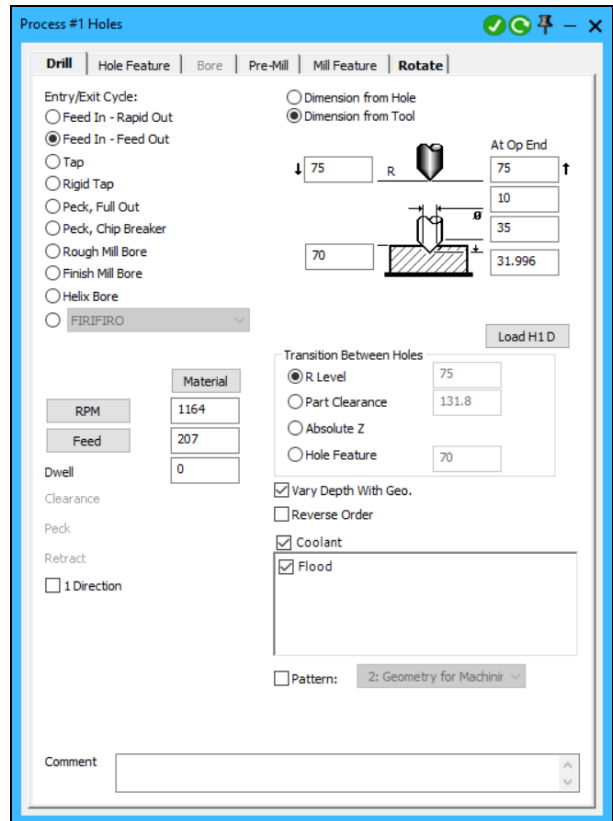 Process #1 Holes
Drill Hole Feature Bore Pre-Mill Mill Feature Rotate
Entry/Exit Cycle:
Feed In - Rapid Out
Feed In - Feed Out
Tap
Rigid Tap
Peck, Full Out
Peck, Chip Breaker
Rough Mill Bore
Finish Mill Bore
Helix Bore
FIRIFIRO
Dimension from Hole
Dimension from Tool
At Op End
75 R 75
10
ø
35
70 31.996
Load H1 D
Material
RPM 1164
Feed 207
Dwell 0
Clearance
Peck
Retract
1 Direction
Transition Between Holes
R Level 75
Part Clearance 131.8
Absolute Z
Hole Feature 70
Vary Depth With Geo.
Reverse Order
Coolant
Flood
Pattern: 2: Geometry for Machinir
Comment